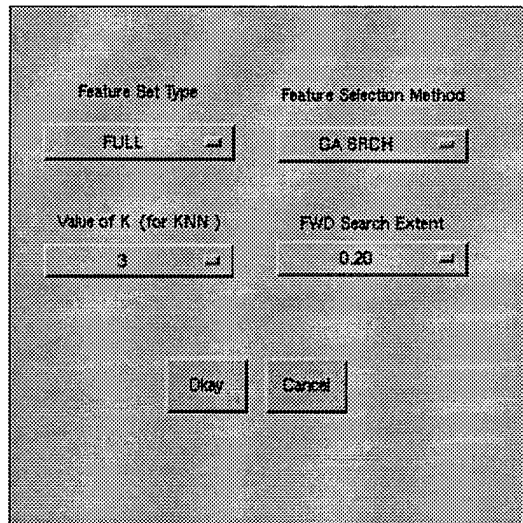 Feature Set Type
Feature Selection Method
FULL
GA SRCH
Value of K (for KNN )
FWD Search Extent
3
0.20
Okay
Cancel